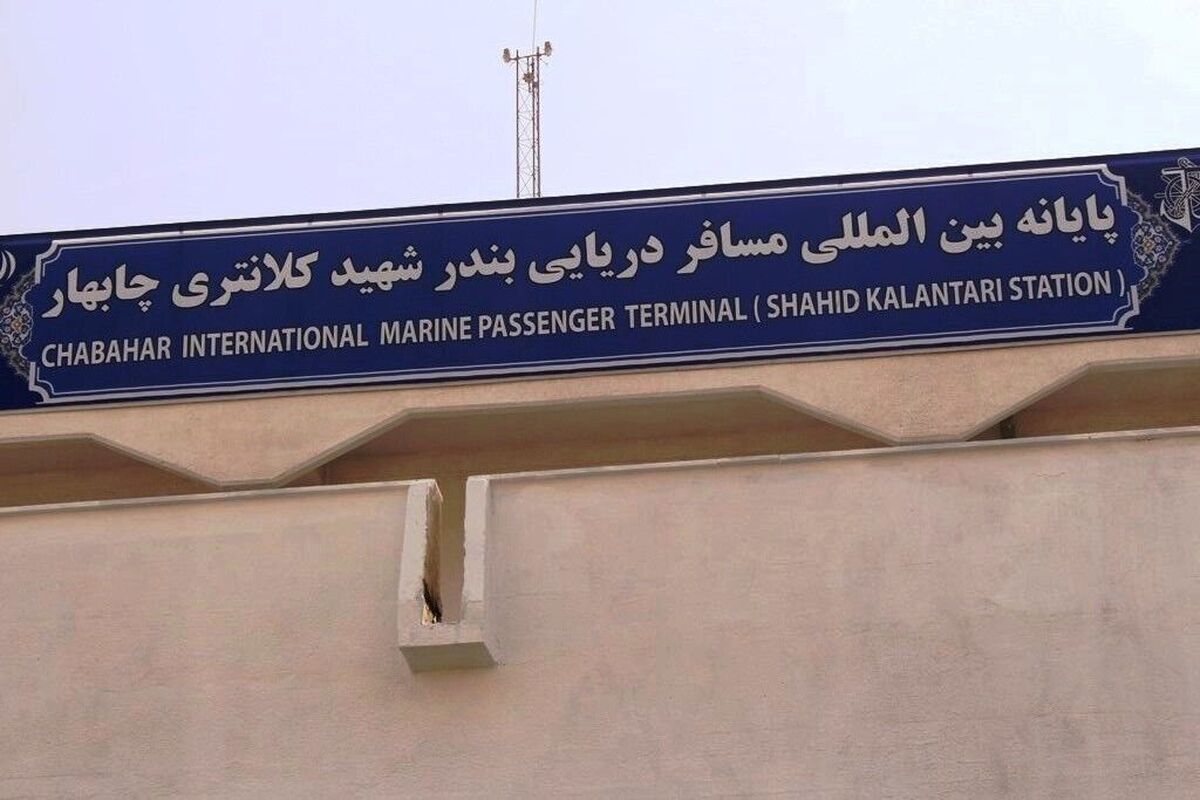 پایانه بین المللی مسافر دریایی بندر شهید کلانتری چابهار
CHABAHAR INTERNATIONAL MARINE PASSENGER TERMINAL ( SHAHID KALANTARI STATION )